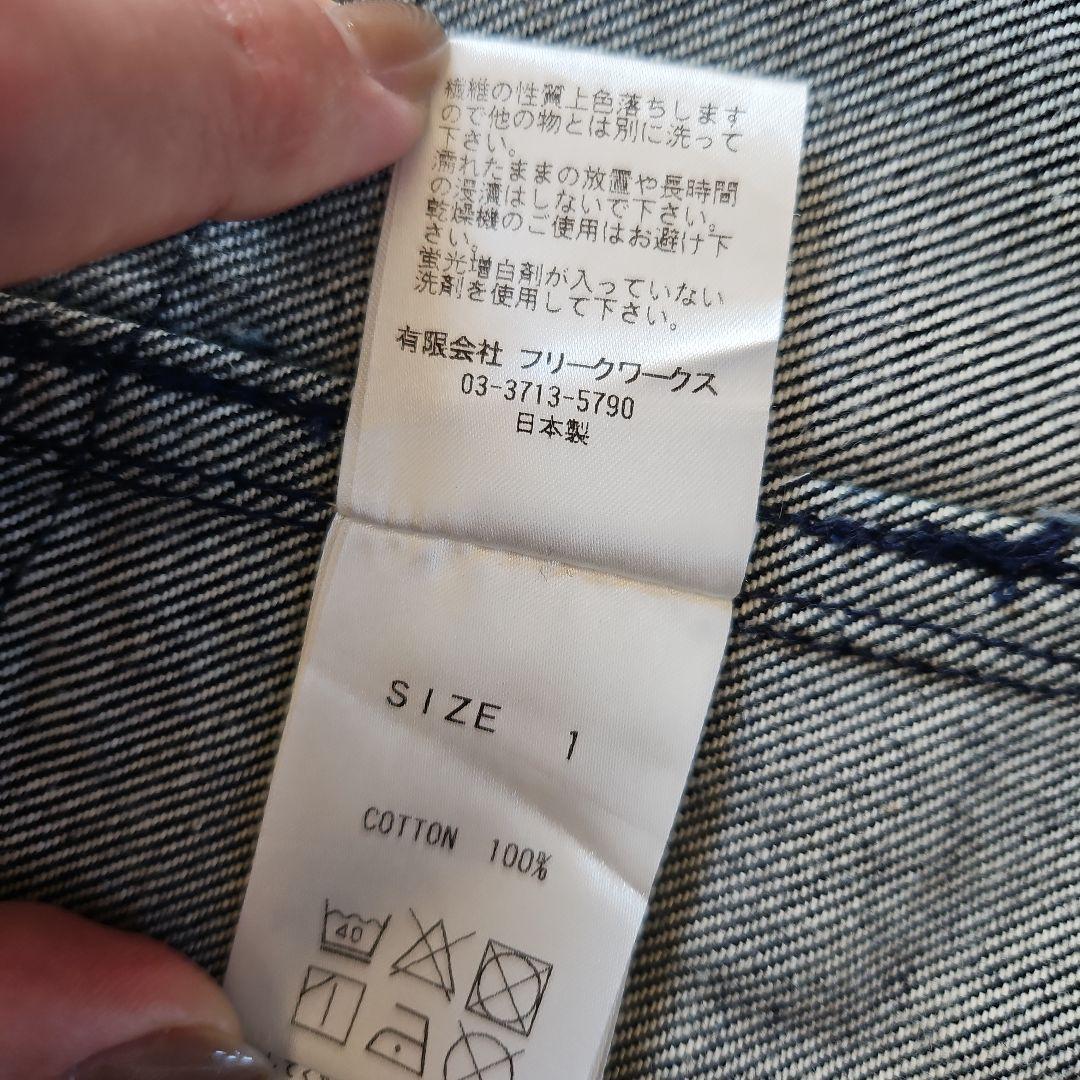 繊維の性質上色落ちします
ので他の物とは別に洗って
下さい。
濡れたままの放置や長時間
の浸漬はしないで下さい。
乾燥機のご使用はお避け下
さい。
蛍光増白剤が入っていない
洗剤を使用して下さい。
有限会社 フリークワークス
03-3713-5790
日本製
SIZE 1
COTTON 100%
40